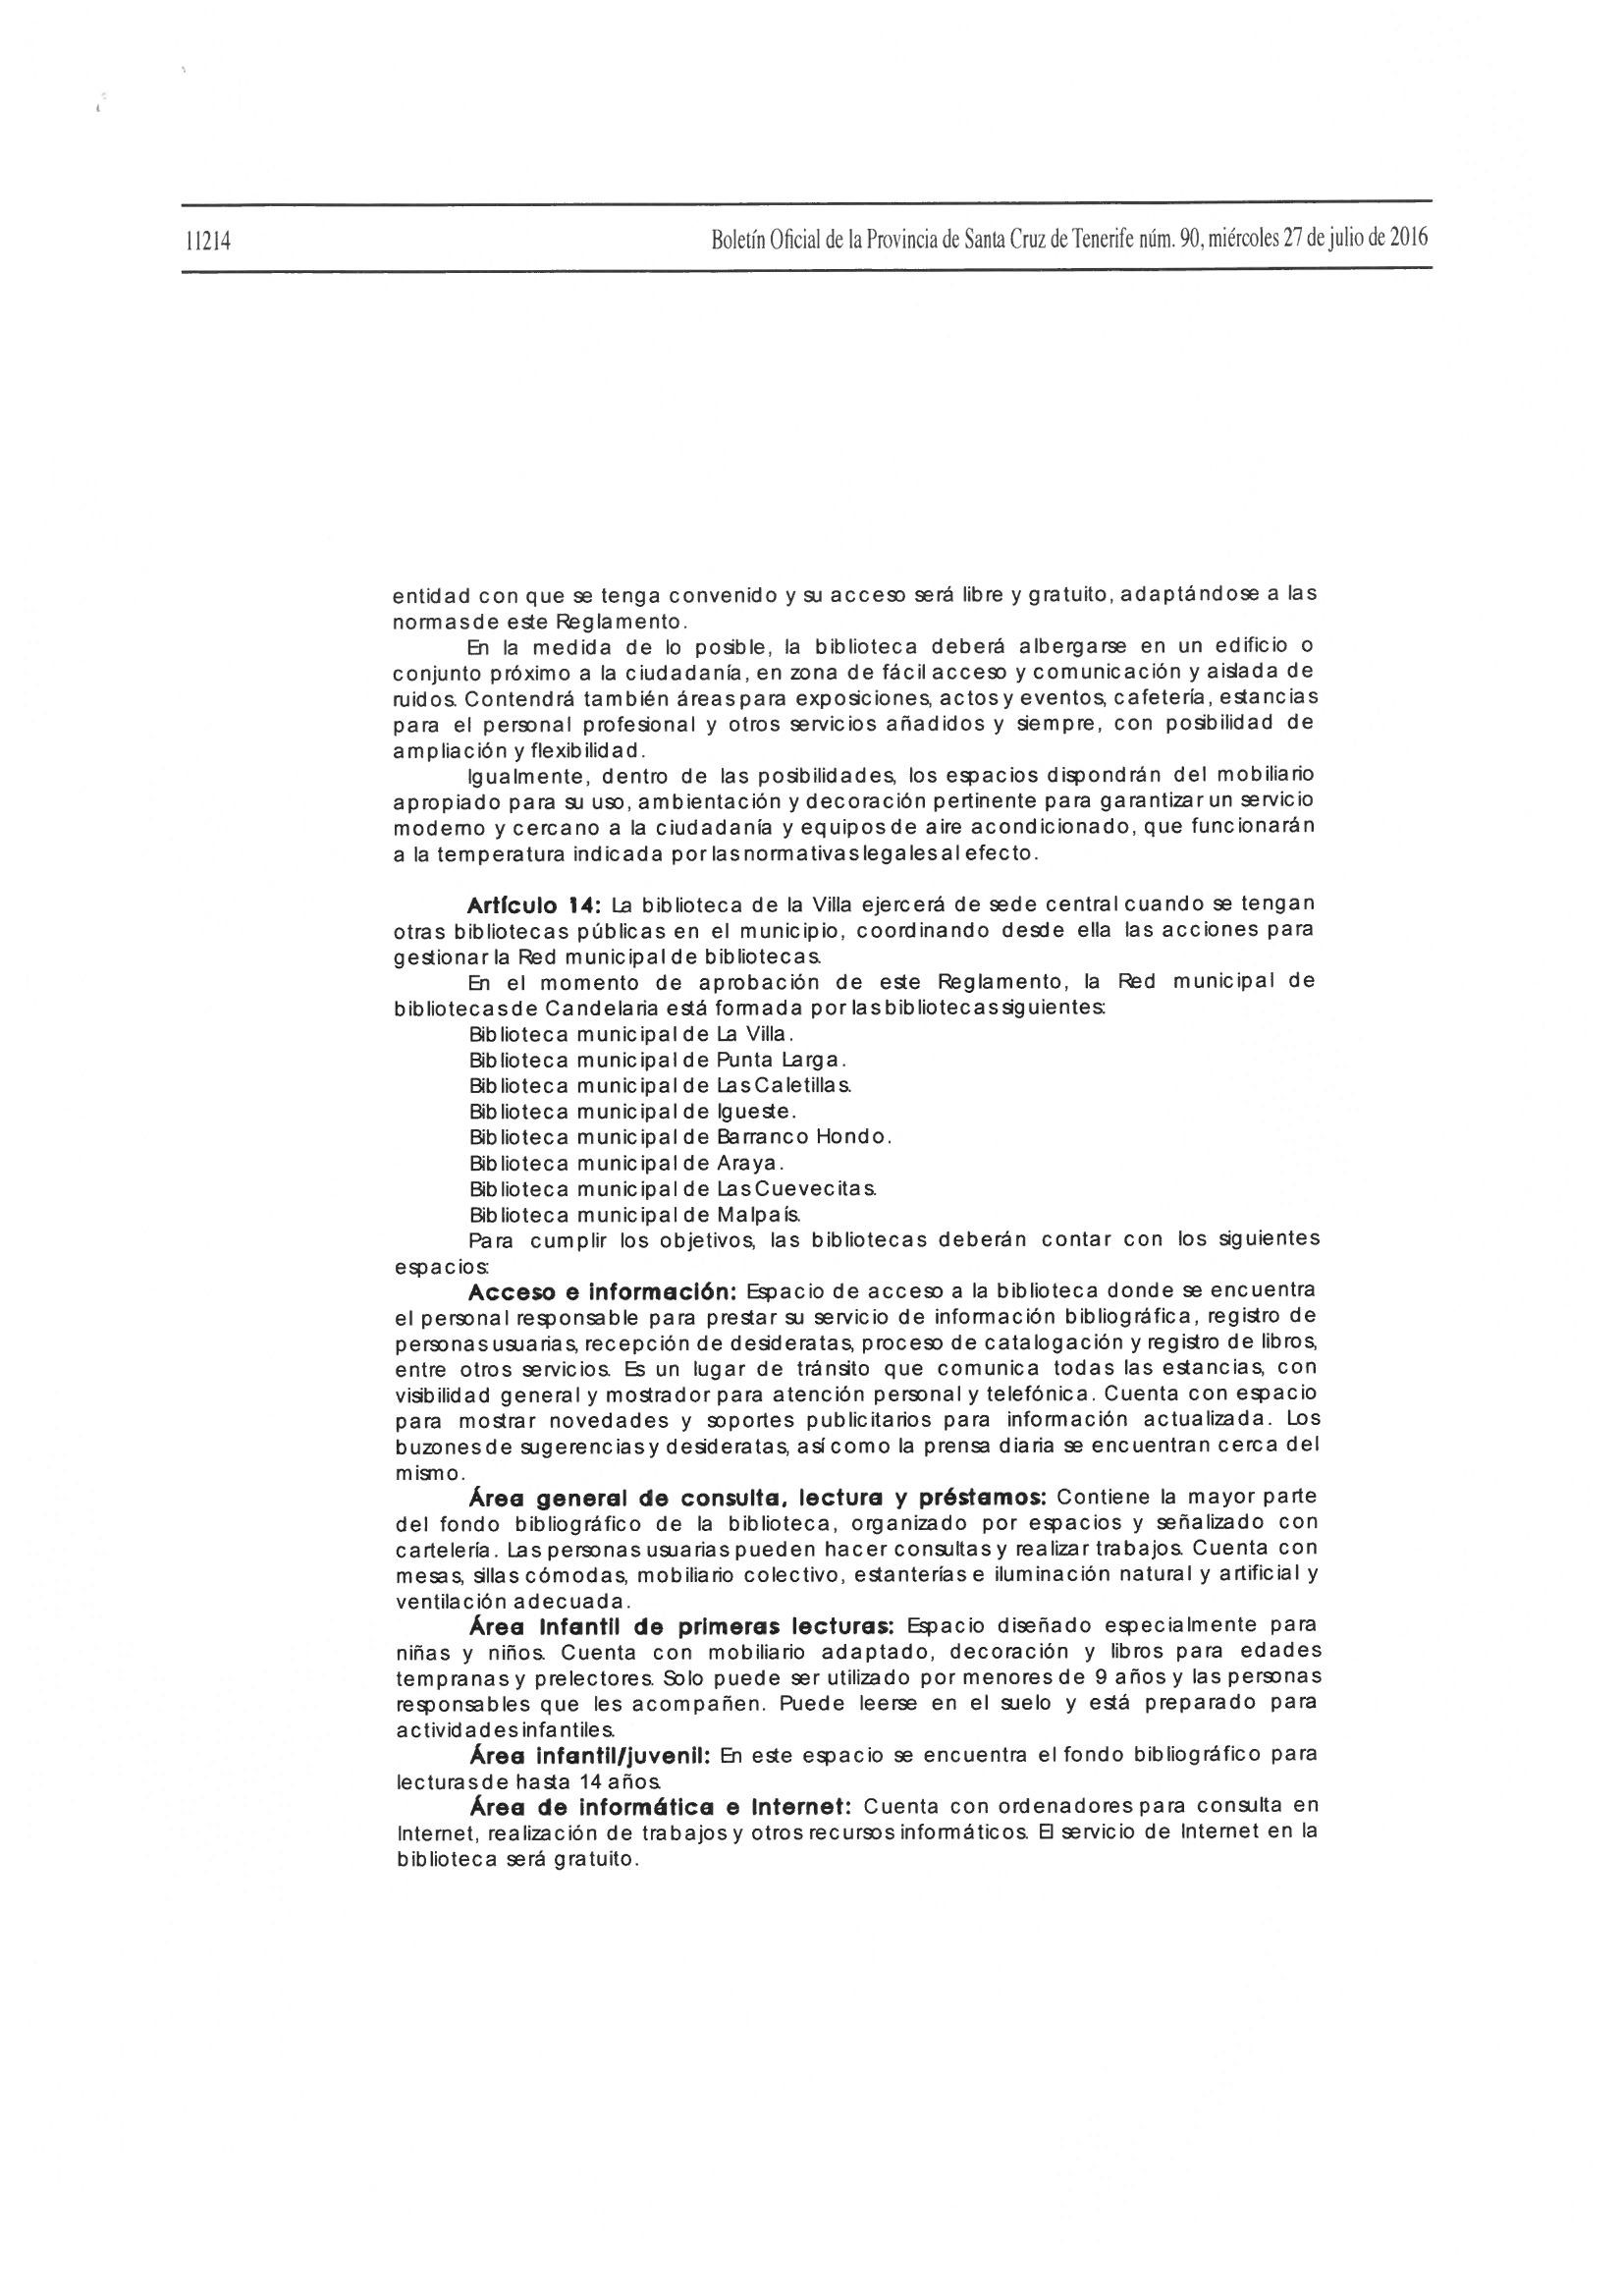 11214
Boletín Oficial de la Provincia de Santa Cruz de Tenerife núm. 90, miércoles 27 de julio de 2016
entidad con que se tenga convenido y su acceso será libre y gratuito, adaptándose a las
normas de este Reglamento.
En la medida de lo posible, la biblioteca deberá albergarse en un edificio o
conjunto próximo a la ciudadanía, en zona de fácil acceso y comunicación y aislada de
ruidos. Contendrá también áreas para exposiciones, actos y eventos, cafetería, estancias
para el personal profesional y otros servicios añadidos y siempre, con posibilidad de
ampliación y flexibilidad.
Igualmente, dentro de las posibilidades, los espacios dispondrán del mobiliario
apropiado para su uso, ambientación y decoración pertinente para garantizar un servicio
moderno y cercano a la ciudadanía y equipos de aire acondicionado, que funcionarán
a la temperatura indicada por las normativas legales al efecto.
Artículo 14: La biblioteca de la Villa ejercerá de sede central cuando se tengan
otras bibliotecas públicas en el municipio, coordinando desde ella las acciones para
gestionar la Red municipal de bibliotecas.
En el momento de aprobación de este Reglamento, la Red municipal de
bibliotecas de Candelaria está formada por las bibliotecas siguientes:
Biblioteca municipal de La Villa.
Biblioteca municipal de Punta Larga.
Biblioteca municipal de Las Caletillas.
Biblioteca municipal de Igueste.
Biblioteca municipal de Barranco Hondo.
Biblioteca municipal de Araya.
Biblioteca municipal de Las Cuevecitas.
Biblioteca municipal de Malpaís.
Para cumplir los objetivos, las bibliotecas deberán contar con los siguientes
espacios:
Acceso e información: Espacio de acceso a la biblioteca donde se encuentra
el personal responsable para prestar su servicio de información bibliográfica, registro de
personas usuarias, recepción de desideratas, proceso de catalogación y registro de libros,
entre otros servicios. Es un lugar de tránsito que comunica todas las estancias, con
visibilidad general y mostrador para atención personal y telefónica. Cuenta con espacio
para mostrar novedades y soportes publicitarios para información actualizada. Los
buzones de sugerencias y desideratas, así como la prensa diaria se encuentran cerca del
mismo.
Área general de consulta, lectura y préstamos: Contiene la mayor parte
del fondo bibliográfico de la biblioteca, organizado por espacios y señalizado con
cartelería. Las personas usuarias pueden hacer consultas y realizar trabajos. Cuenta con
mesas, sillas cómodas, mobiliario colectivo, estanterías e iluminación natural y artificial y
ventilación adecuada.
Área Infantil de primeras lecturas: Espacio diseñado especialmente para
niñas y niños. Cuenta con mobiliario adaptado, decoración y libros para edades
tempranas y prelectores. Solo puede ser utilizado por menores de 9 años y las personas
responsables que les acompañen. Puede leerse en el suelo y está preparado para
actividades infantiles.
Área infantil/juvenil: En este espacio se encuentra el fondo bibliográfico para
lecturas de hasta 14 años.
Área de informática e Internet: Cuenta con ordenadores para consulta en
Internet, realización de trabajos y otros recursos informáticos. El servicio de Internet en la
biblioteca será gratuito.